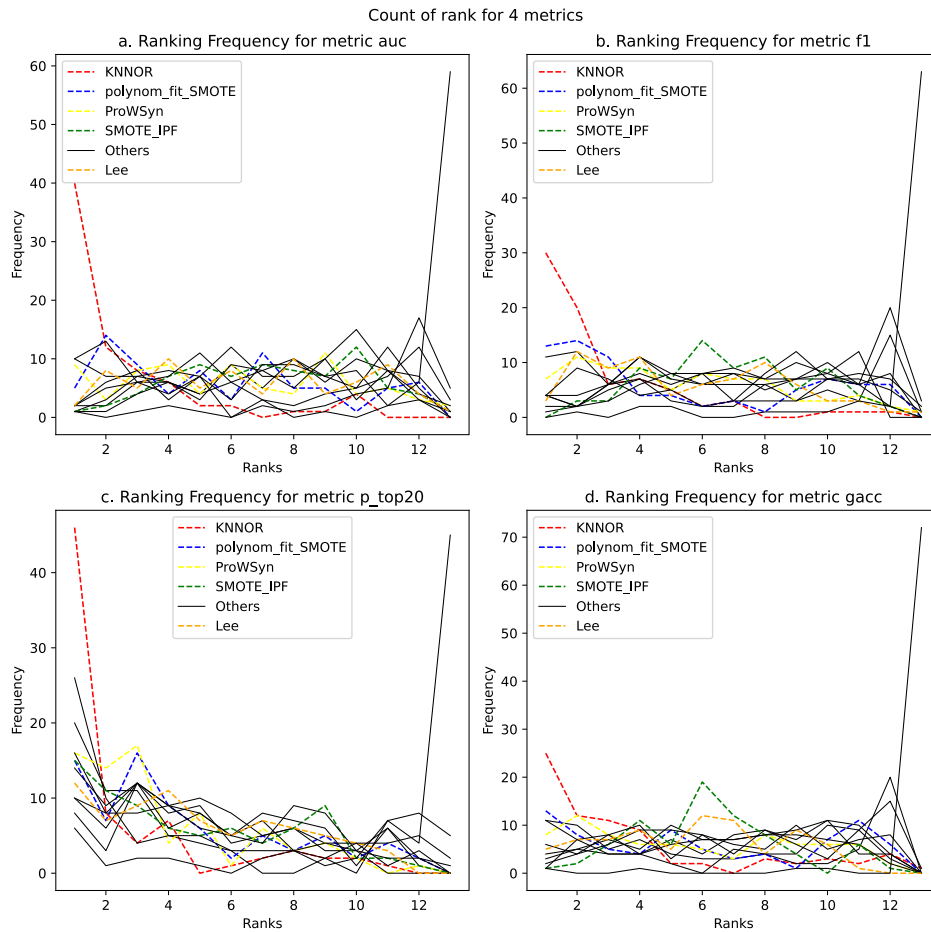 Count of rank for 4 metrics
a. Ranking Frequency for metric auc
60
50
40
30
20
10
0
Frequency
KNNOR
polynom_fit_SMOTE
ProWSyn
SMOTE_IPF
Others
Lee
2 4 6 8 10 12
Ranks
b. Ranking Frequency for metric f1
60
50
40
30
20
10
0
Frequency
KNNOR
polynom_fit_SMOTE
ProWSyn
SMOTE_IPF
Others
Lee
2 4 6 8 10 12
Ranks
c. Ranking Frequency for metric p_top20
40
30
20
10
0
Frequency
KNNOR
polynom_fit_SMOTE
ProWSyn
SMOTE_IPF
Others
Lee
2 4 6 8 10 12
Ranks
d. Ranking Frequency for metric gacc
70
60
50
40
30
20
10
0
Frequency
KNNOR
polynom_fit_SMOTE
ProWSyn
SMOTE_IPF
Others
Lee
2 4 6 8 10 12
Ranks